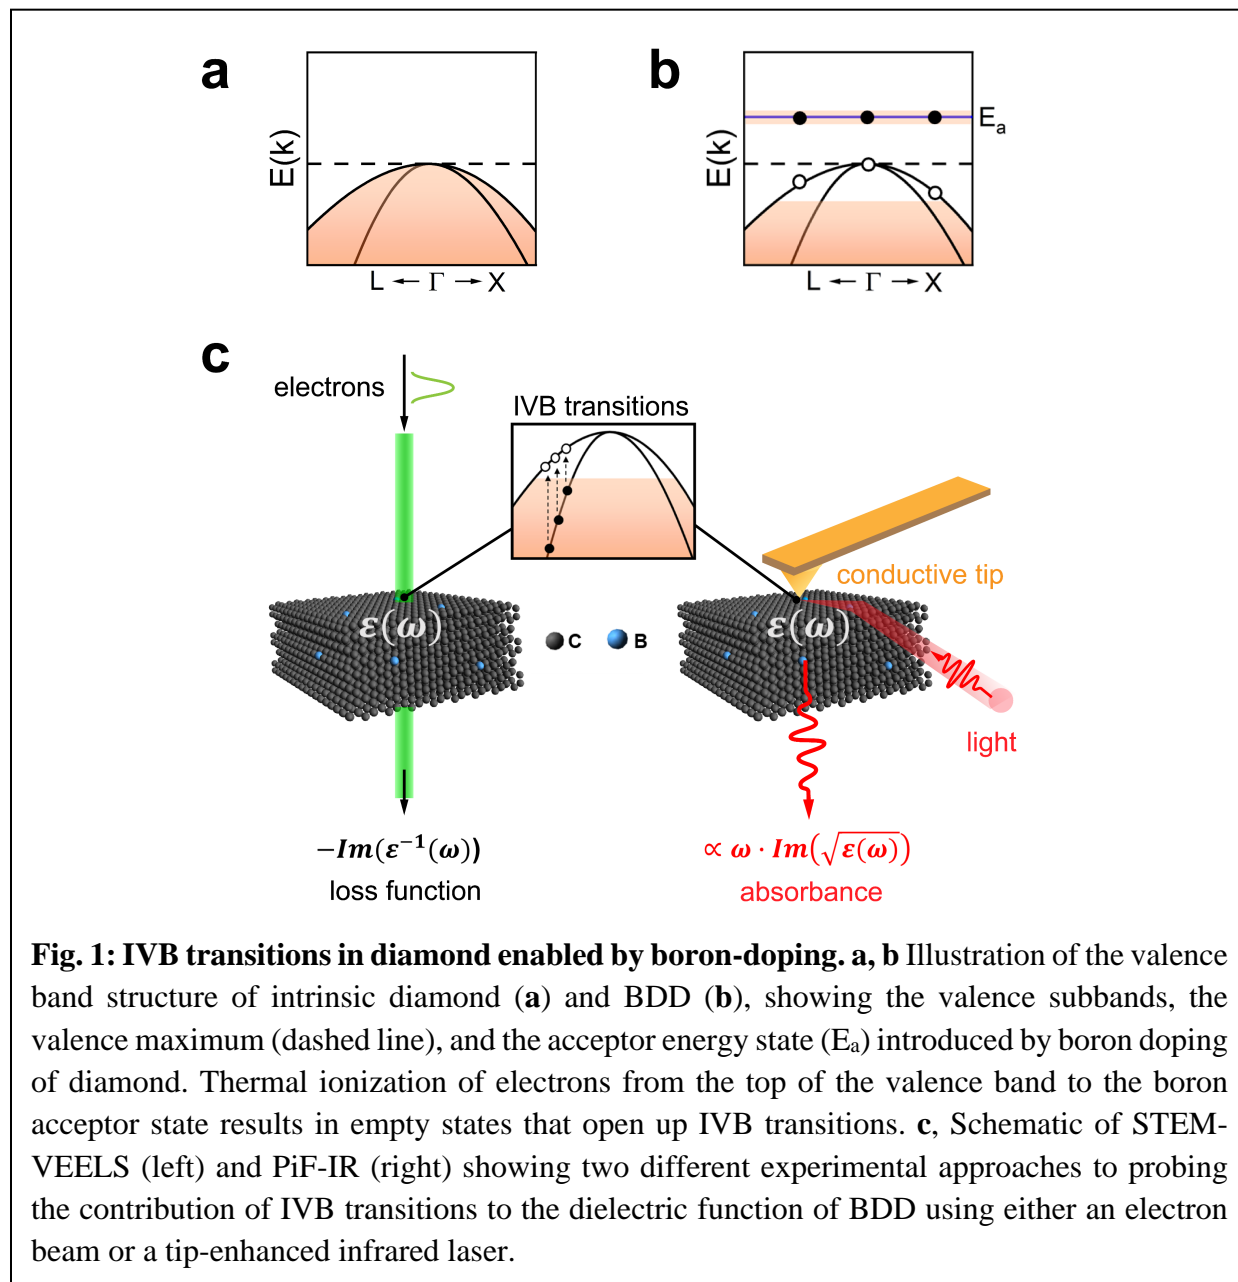 a
E(k)
L ← Γ → X
b
E(k)
Eₐ
L ← Γ → X
c
electrons
IVB transitions
conductive tip
ε(ω)
C
B
ε(ω)
light
−Im(ε⁻¹(ω))
loss function
∝ ω · Im(√ε(ω))
absorbance
Fig. 1: IVB transitions in diamond enabled by boron-doping. a, b Illustration of the valence
band structure of intrinsic diamond (a) and BDD (b), showing the valence subbands, the
valence maximum (dashed line), and the acceptor energy state (Eₐ) introduced by boron doping
of diamond. Thermal ionization of electrons from the top of the valence band to the boron
acceptor state results in empty states that open up IVB transitions. c, Schematic of STEM-
VEELS (left) and PiF-IR (right) showing two different experimental approaches to probing
the contribution of IVB transitions to the dielectric function of BDD using either an electron
beam or a tip-enhanced infrared laser.